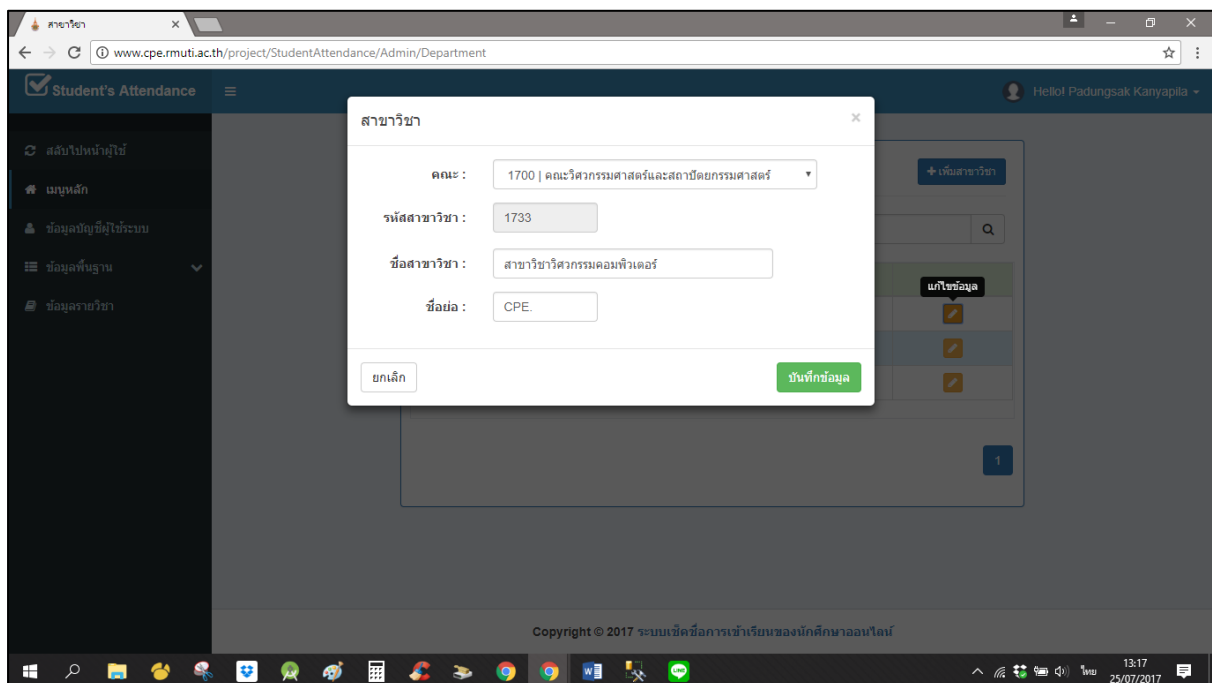 สาขาวิชา
www.cpe.rmuti.ac.th/project/StudentAttendance/Admin/Department
Student's Attendance
Hello! Padungsak Kanyapila
สลับไปหน้าผู้ใช้
เมนูหลัก
ข้อมูลบัญชีผู้ใช้ระบบ
ข้อมูลพื้นฐาน
ข้อมูลรายวิชา
เพิ่มสาขาวิชา
สาขาวิชา ×
คณะ : 1700 | คณะวิศวกรรมศาสตร์และสถาปัตยกรรมศาสตร์
รหัสสาขาวิชา : 1733
ชื่อสาขาวิชา : สาขาวิชาวิศวกรรมคอมพิวเตอร์
ชื่อย่อ : CPE.
ยกเลิก บันทึกข้อมูล
แก้ไขข้อมูล
1
Copyright © 2017 ระบบเช็คชื่อการเข้าเรียนของนักศึกษาออนไลน์
LINE
ไทย
13:17
25/07/2017